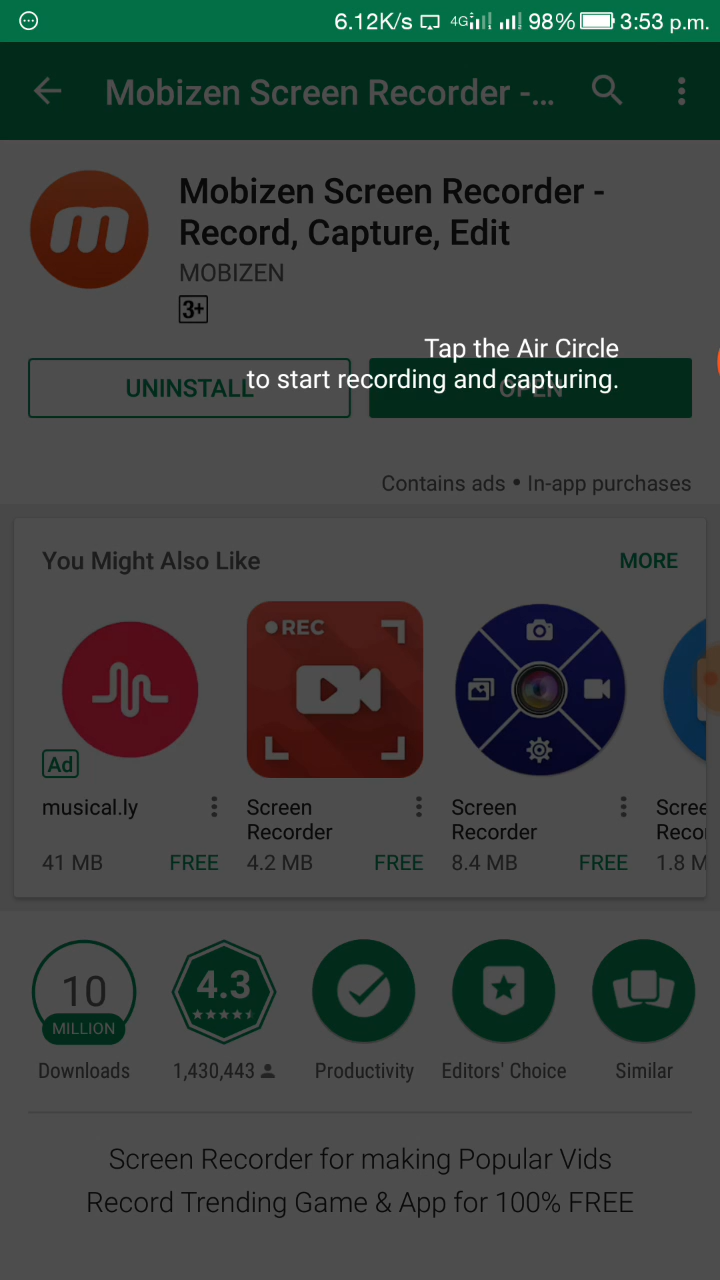 6.12K/s 4G 98% 3:53 p.m.
Mobizen Screen Recorder -...
m
Mobizen Screen Recorder -
Record, Capture, Edit
MOBIZEN
3+
Tap the Air Circle
to start recording and capturing.
UNINSTALL OPEN
Contains ads • In-app purchases
You Might Also Like MORE
REC
Ad
musical.ly
41 MB FREE
Screen
Recorder
4.2 MB FREE
Screen
Recorder
8.4 MB FREE
Scree
Reco
1.8 M
10
MILLION
Downloads
4.3
1,430,443
Productivity
Editors' Choice
Similar
Screen Recorder for making Popular Vids
Record Trending Game & App for 100% FREE